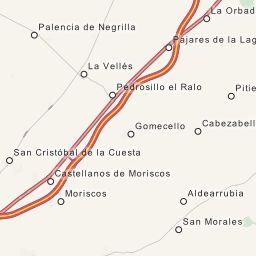 La Orbad
Palencia de Negrilla
Pajares de la Lag
La Vellés
Pedrosillo el Ralo
Pitie
Gomecello
Cabezabell
San Cristóbal de la Cuesta
Castellanos de Moriscos
Moriscos
Aldearrubia
San Morales